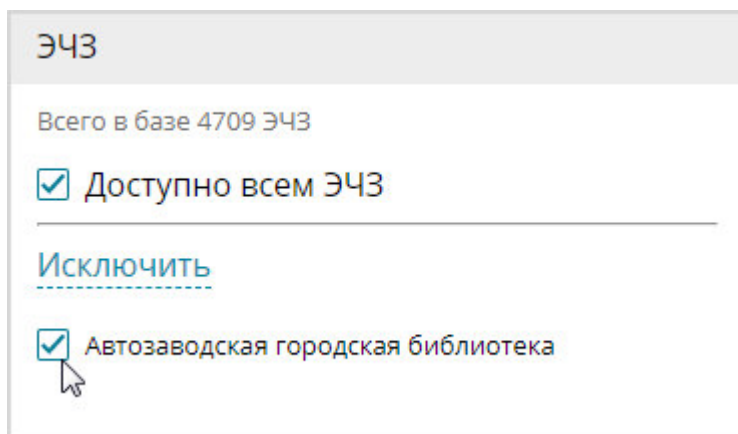 ЭЧЗ
Всего в базе 4709 ЭЧЗ
Доступно всем ЭЧЗ
Исключить
Автозаводская городская библиотека